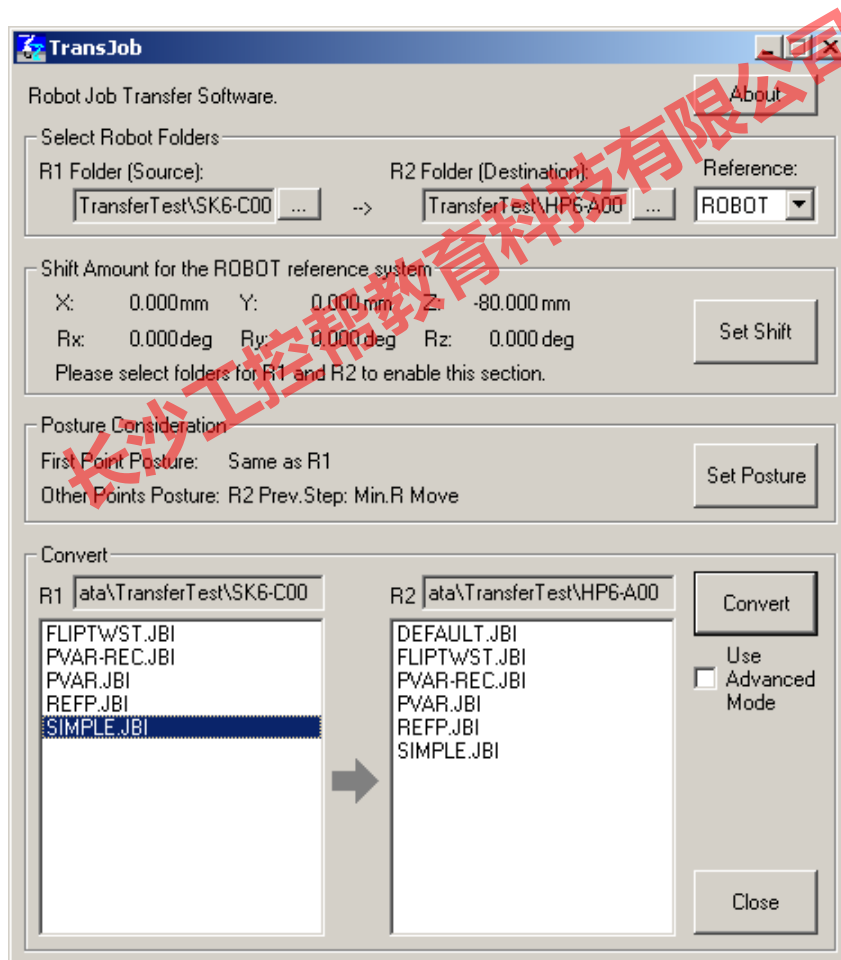 TransJob
Robot Job Transfer Software.
About
Select Robot Folders
R1 Folder (Source):
R2 Folder (Destination):
Reference:
TransferTest\SK6-C00
...
-->
TransferTest\HP6-A00
...
ROBOT
Shift Amount for the ROBOT reference system
X: 0.000mm Y: 0.000 mm Z: -80.000 mm
Rx: 0.000deg Ry: 0.000 deg Rz: 0.000 deg
Set Shift
Please select folders for R1 and R2 to enable this section.
Posture Consideration
First Point Posture: Same as R1
Other Points Posture: R2 Prev.Step: Min.R Move
Set Posture
Convert
R1 ata\TransferTest\SK6-C00
FLIPTWST.JBI
PVAR-REC.JBI
PVAR.JBI
REFP.JBI
SIMPLE.JBI
R2 ata\TransferTest\HP6-A00
DEFAULT.JBI
FLIPTWST.JBI
PVAR-REC.JBI
PVAR.JBI
REFP.JBI
SIMPLE.JBI
Convert
Use
Advanced
Mode
Close
长沙工控帮教育科技有限公司